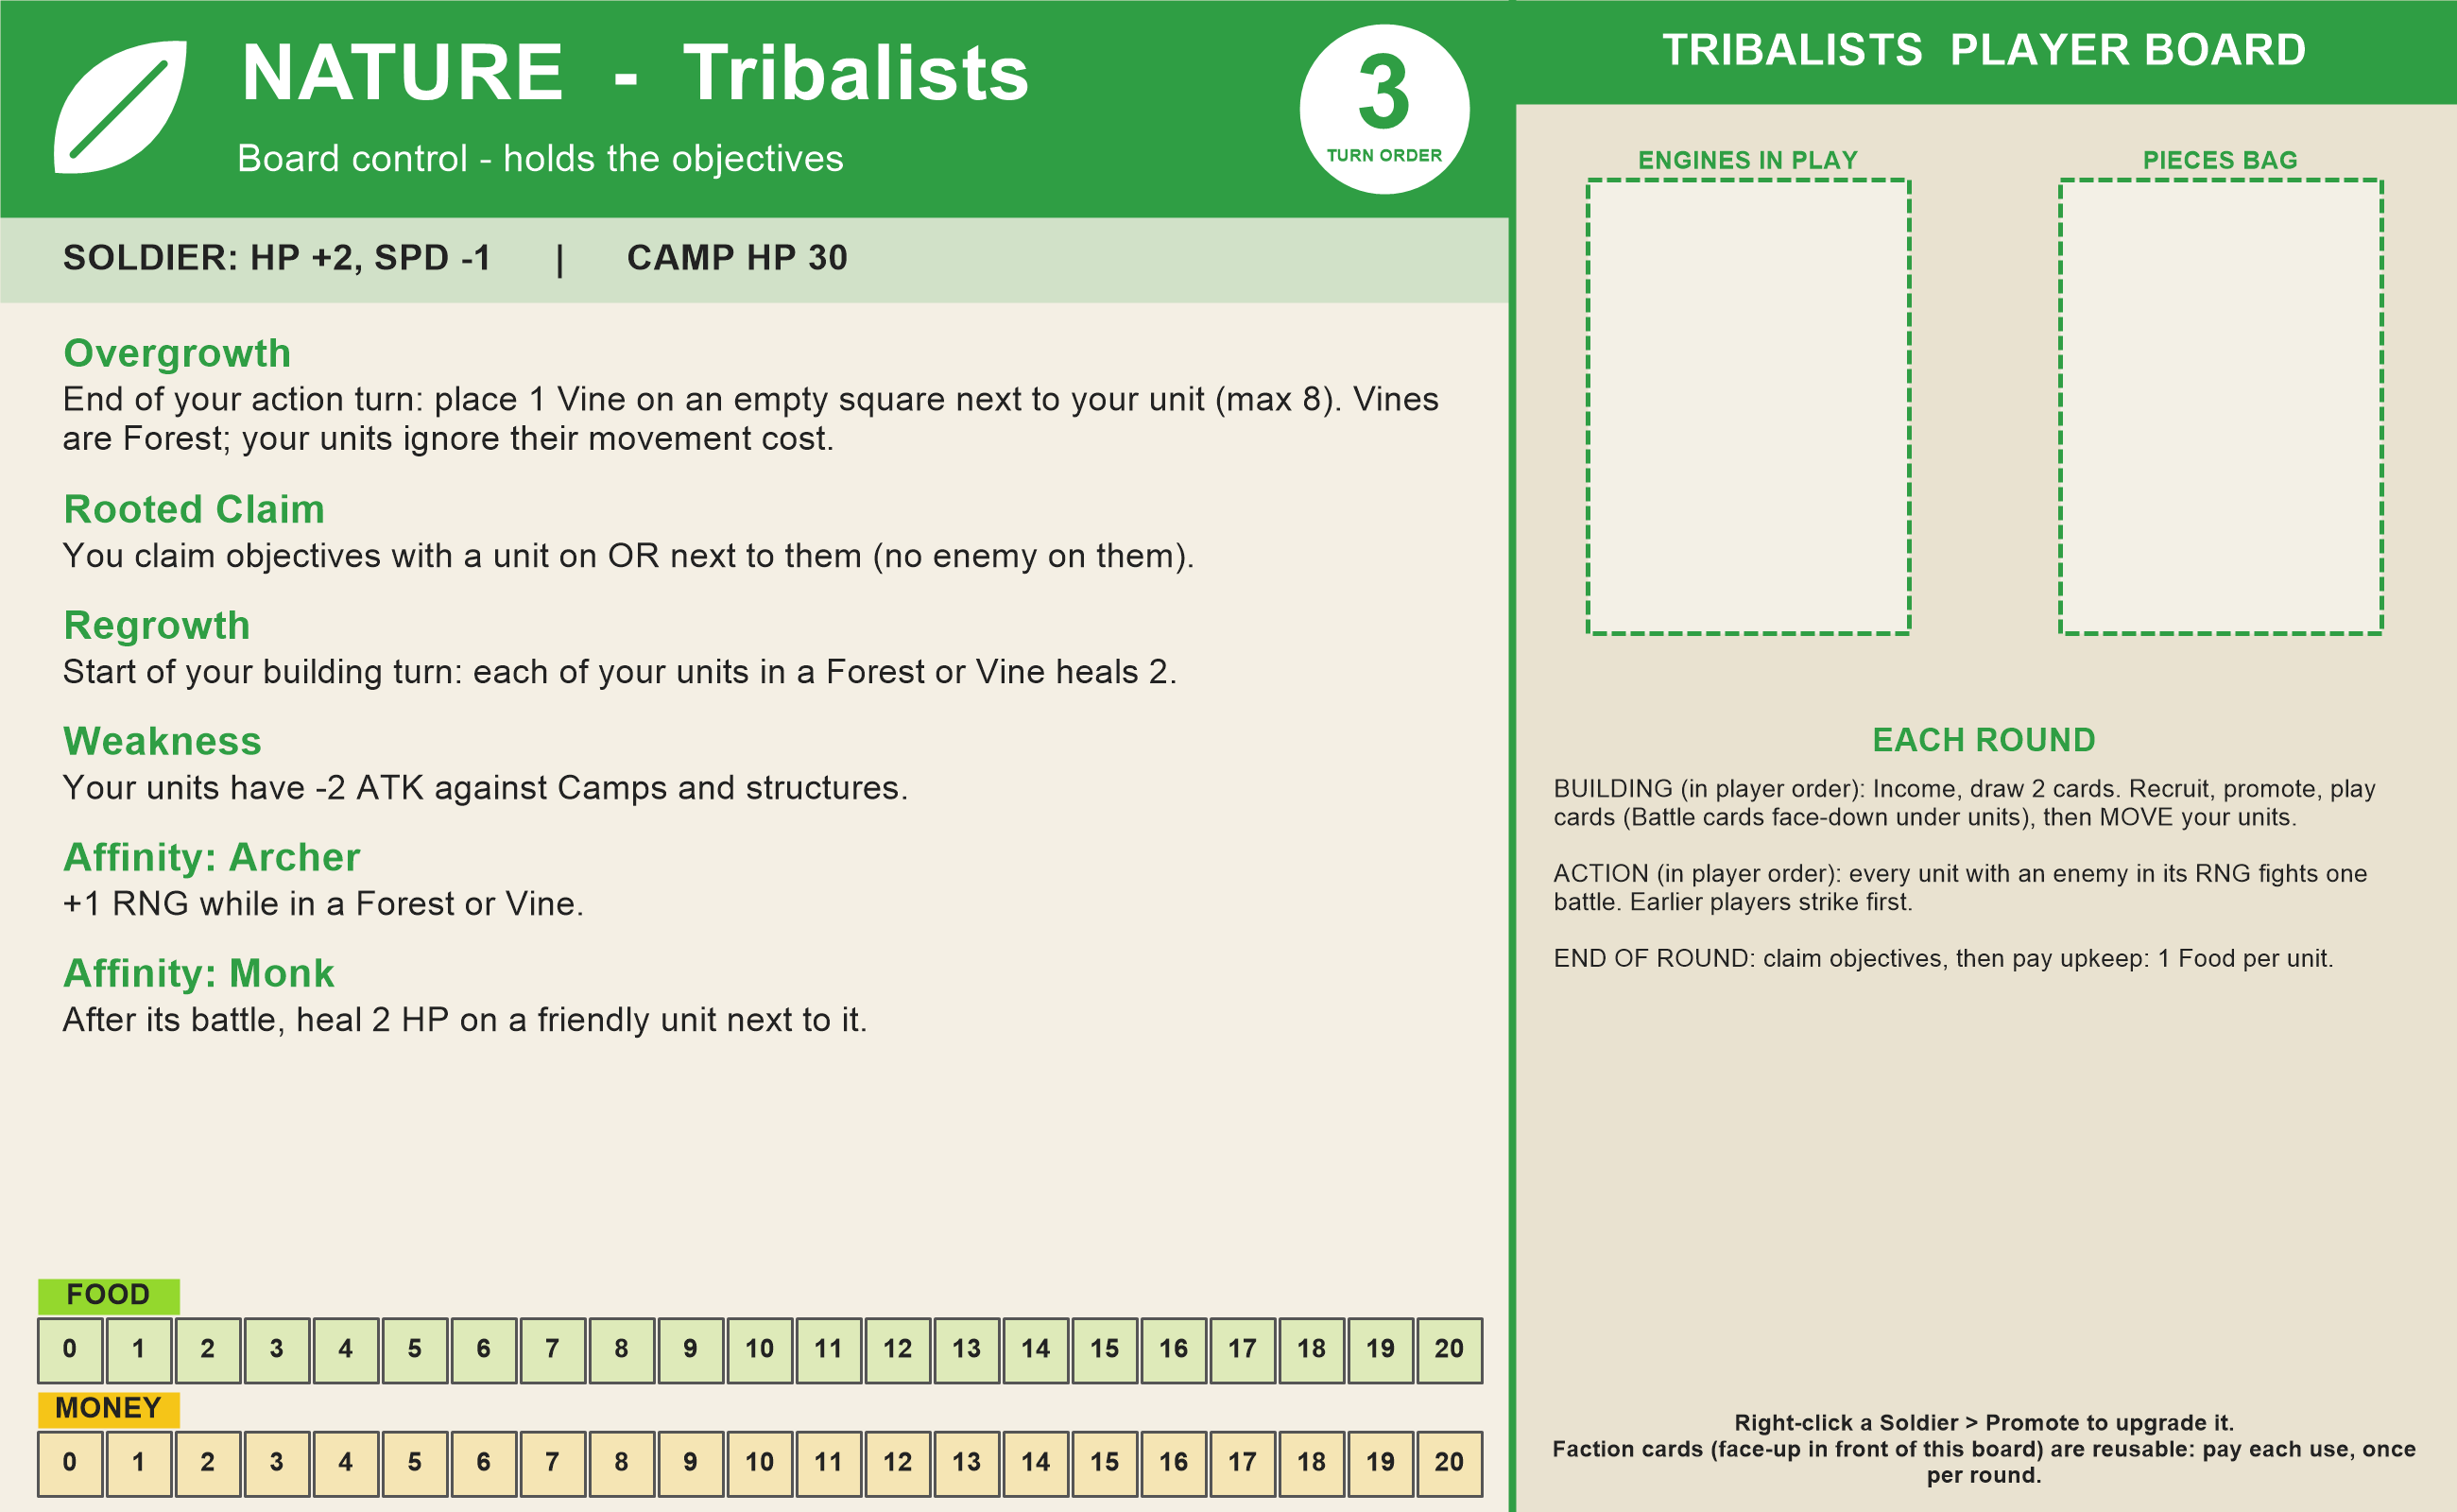 NATURE - Tribalists
Board control - holds the objectives
3
TURN ORDER
SOLDIER: HP +2, SPD -1 | CAMP HP 30
Overgrowth
End of your action turn: place 1 Vine on an empty square next to your unit (max 8). Vines
are Forest; your units ignore their movement cost.
Rooted Claim
You claim objectives with a unit on OR next to them (no enemy on them).
Regrowth
Start of your building turn: each of your units in a Forest or Vine heals 2.
Weakness
Your units have -2 ATK against Camps and structures.
Affinity: Archer
+1 RNG while in a Forest or Vine.
Affinity: Monk
After its battle, heal 2 HP on a friendly unit next to it.
FOOD
0 1 2 3 4 5 6 7 8 9 10 11 12 13 14 15 16 17 18 19 20
MONEY
0 1 2 3 4 5 6 7 8 9 10 11 12 13 14 15 16 17 18 19 20
TRIBALISTS PLAYER BOARD
ENGINES IN PLAY
PIECES BAG
EACH ROUND
BUILDING (in player order): Income, draw 2 cards. Recruit, promote, play
cards (Battle cards face-down under units), then MOVE your units.
ACTION (in player order): every unit with an enemy in its RNG fights one
battle. Earlier players strike first.
END OF ROUND: claim objectives, then pay upkeep: 1 Food per unit.
Right-click a Soldier > Promote to upgrade it.
Faction cards (face-up in front of this board) are reusable: pay each use, once
per round.